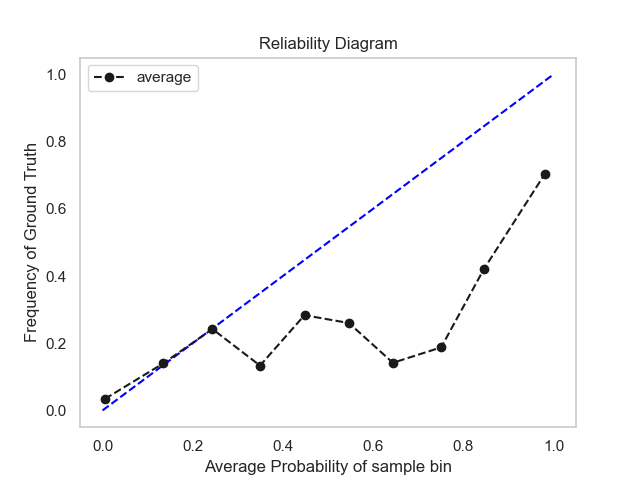 Reliability Diagram
average
1.0
0.8
0.6
0.4
0.2
0.0
Frequency of Ground Truth
0.0 0.2 0.4 0.6 0.8 1.0
Average Probability of sample bin